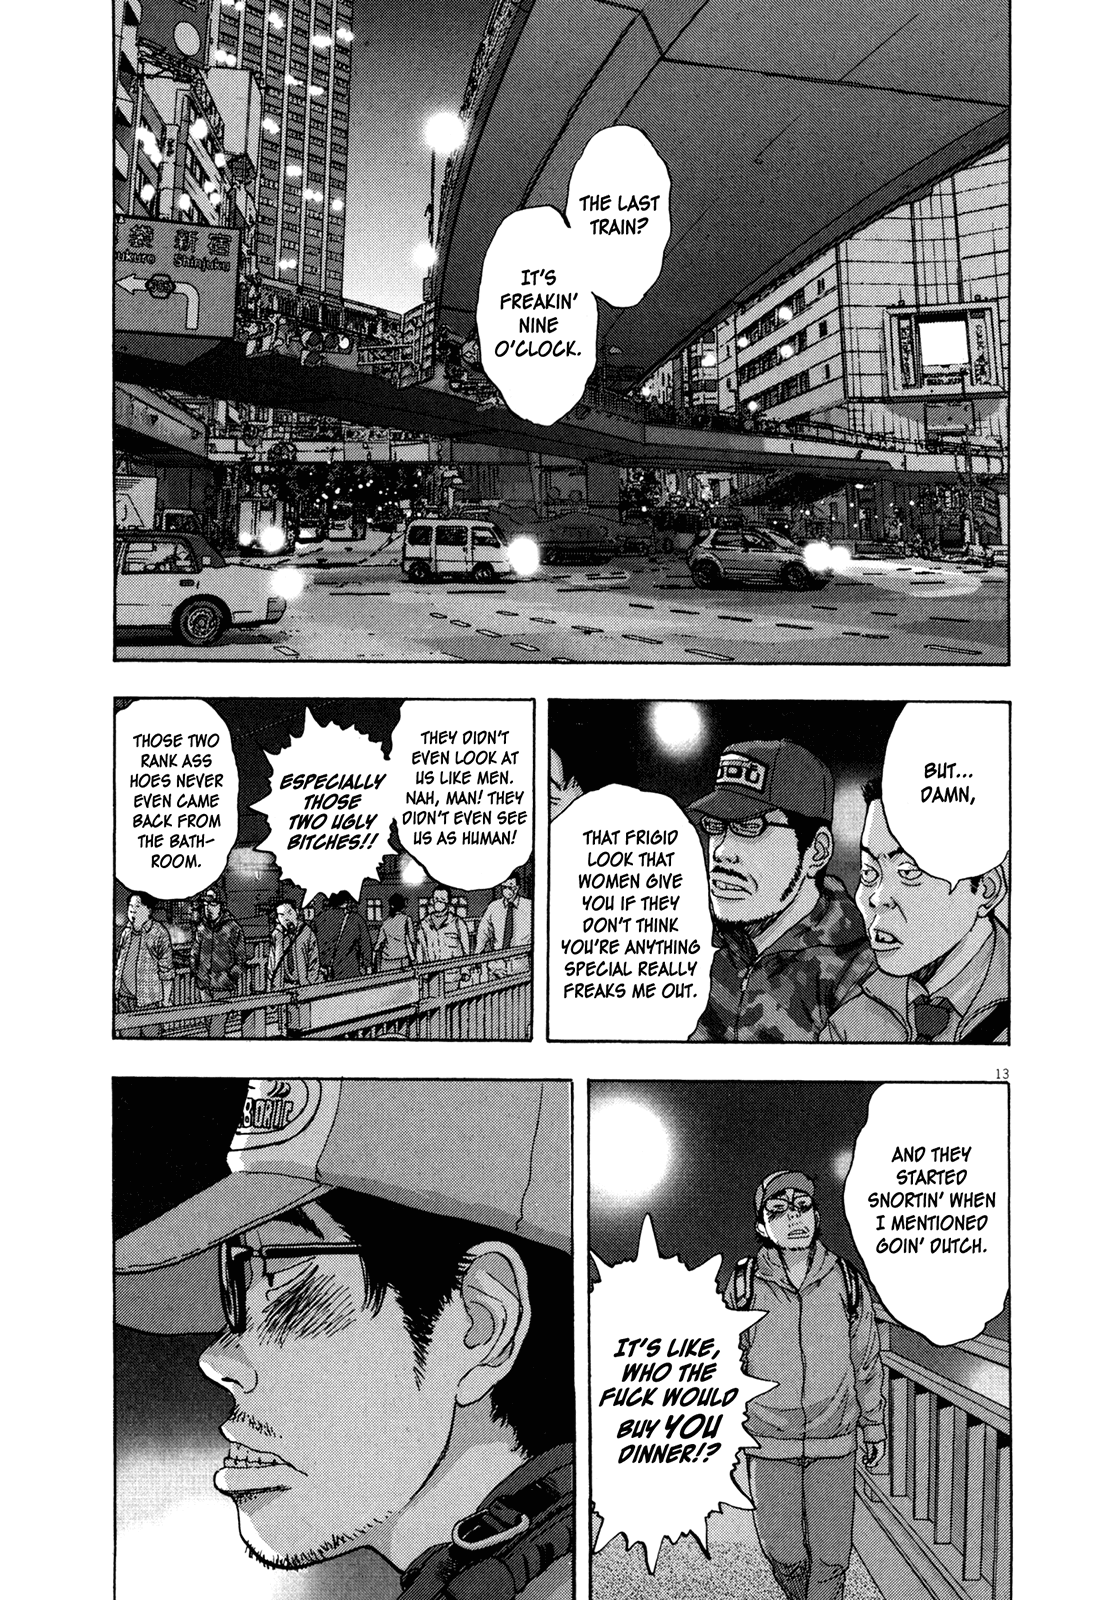 THE LAST
TRAIN?
IT'S
FREAKIN'
NINE
O'CLOCK.
袋 新宿
ukuro Shinjuku
BUT...
DAMN,
THAT FRIGID
LOOK THAT
WOMEN GIVE
YOU IF THEY
DON'T THINK
YOU'RE ANYTHING
SPECIAL REALLY
FREAKS ME OUT.
THEY DIDN'T
EVEN LOOK AT
US LIKE MEN.
NAH, MAN! THEY
DIDN'T EVEN SEE
US AS HUMAN!
ESPECIALLY
THOSE
TWO UGLY
BITCHES!!
THOSE TWO
RANK ASS
HOES NEVER
EVEN CAME
BACK FROM
THE BATH-
ROOM.
13
AND THEY
STARTED
SNORTIN' WHEN
I MENTIONED
GOIN' DUTCH.
IT'S LIKE,
WHO THE
FUCK WOULD
BUY YOU
DINNER!?